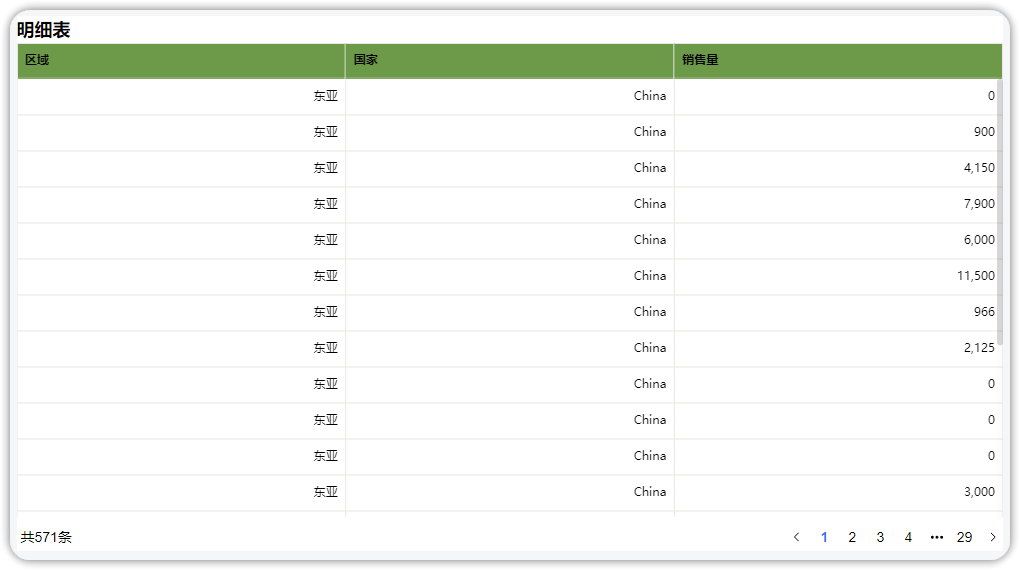 明细表
区域 国家 销售量
东亚 China 0
东亚 China 900
东亚 China 4,150
东亚 China 7,900
东亚 China 6,000
东亚 China 11,500
东亚 China 966
东亚 China 2,125
东亚 China 0
东亚 China 0
东亚 China 0
东亚 China 3,000
共571条 1 2 3 4 ••• 29